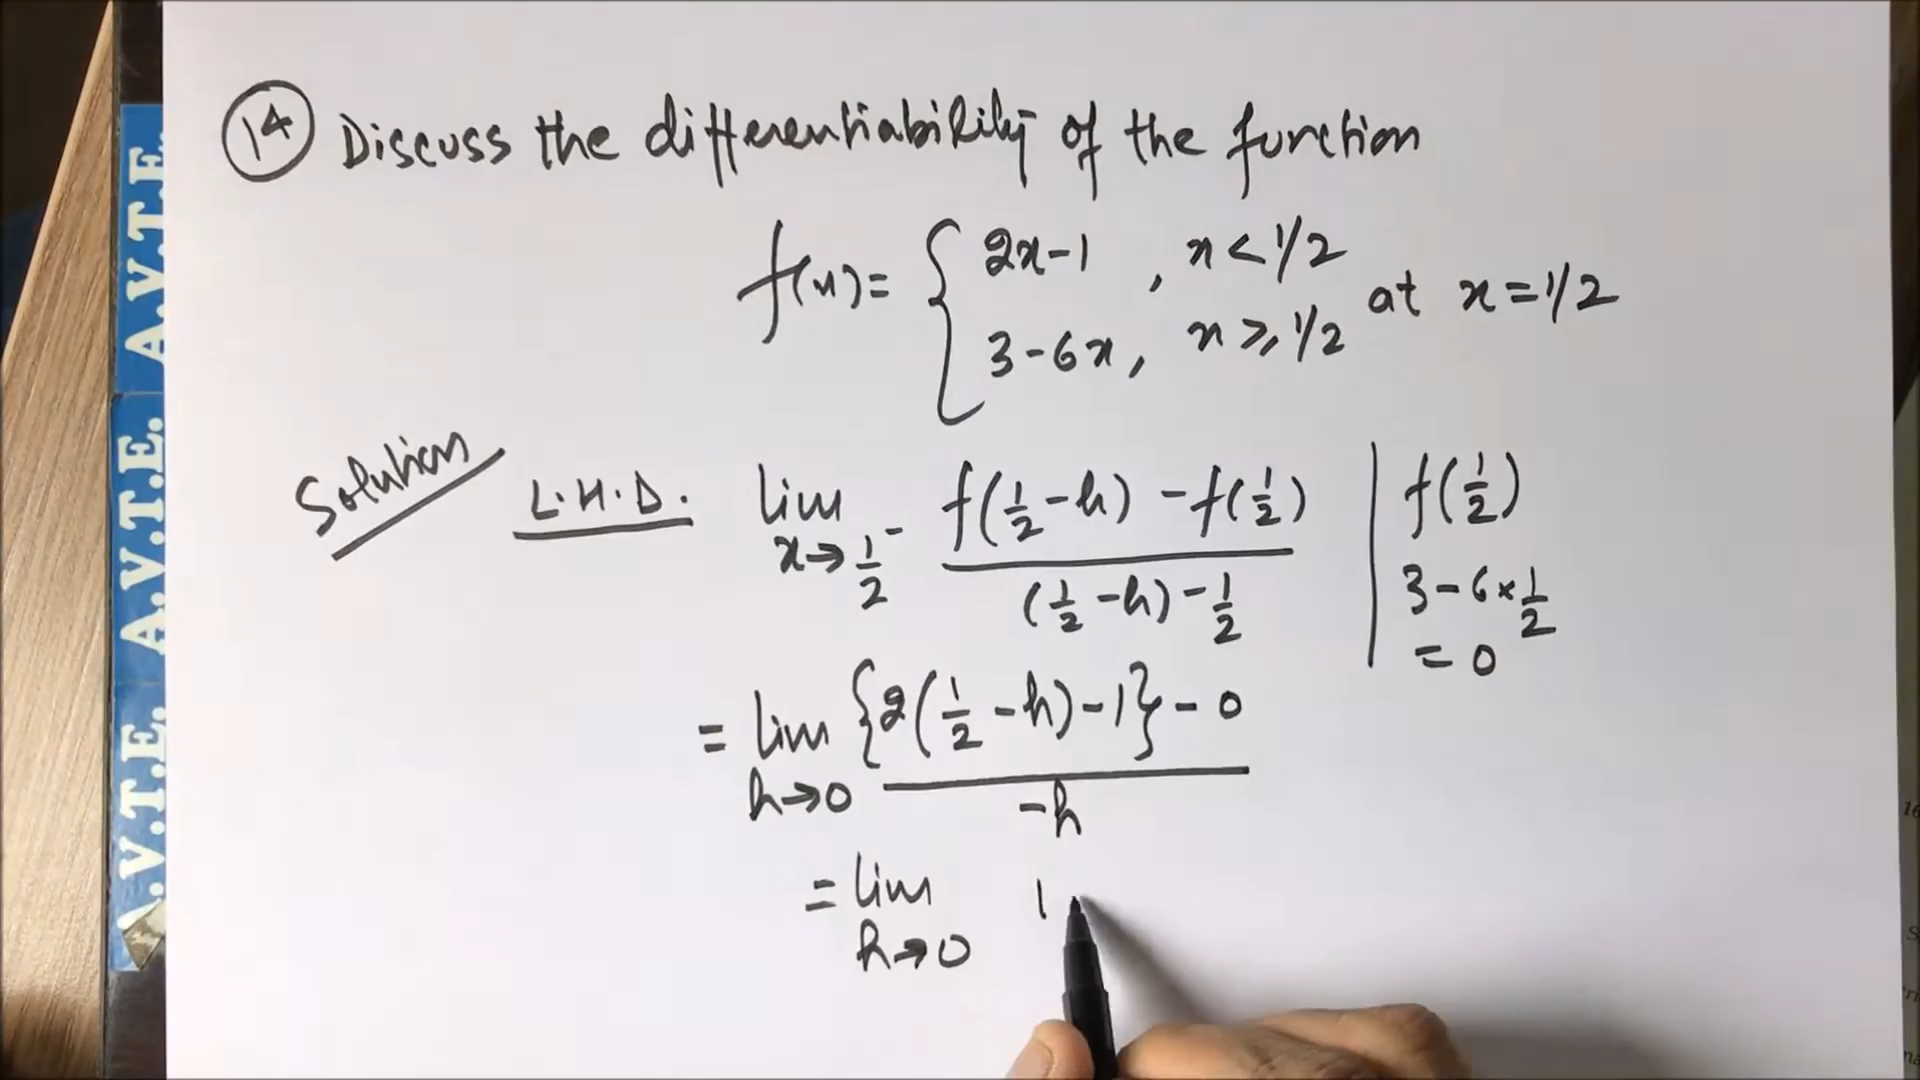 14 Discuss the differentiability of the function
f(x) = { 2x-1 , x < 1/2
3-6x, x ≥ 1/2 at x = 1/2
Solution L.H.D. lim x→1/2⁻ f(1/2 -h) - f(1/2) / (1/2 -h) - 1/2
f(1/2)
3-6×1/2
= 0
= lim h→0 {2(1/2 -h)-1} - 0 / -h
= lim h→0 1
A.V.T.E. A.V.T.E. A.V.T.E.